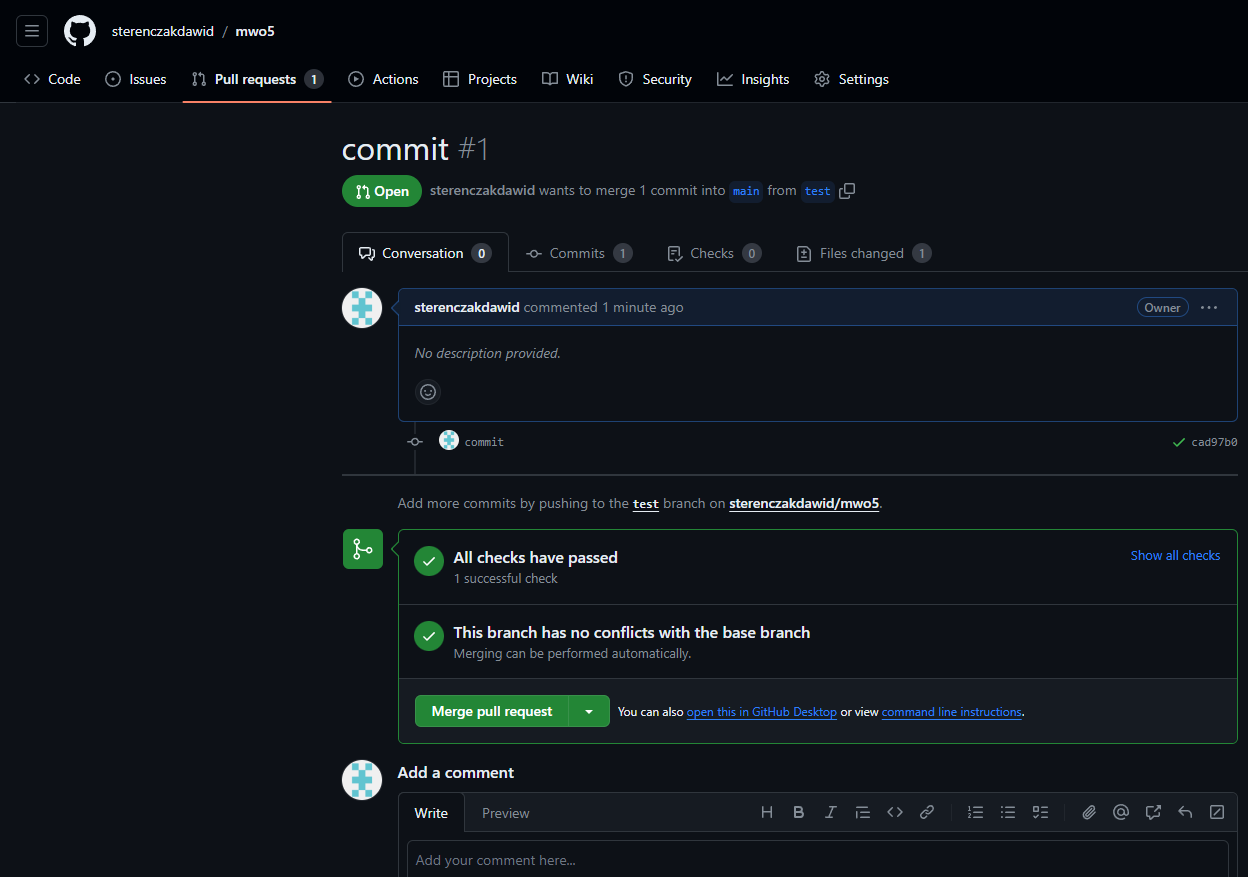 sterenczakdawid / mwo5
Code Issues Pull requests 1 Actions Projects Wiki Security Insights Settings
commit #1
Open sterenczakdawid wants to merge 1 commit into main from test
Conversation 0 Commits 1 Checks 0 Files changed 1
sterenczakdawid commented 1 minute ago Owner
No description provided.
commit cad97b0
Add more commits by pushing to the test branch on sterenczakdawid/mwo5.
All checks have passed Show all checks
1 successful check
This branch has no conflicts with the base branch
Merging can be performed automatically.
Merge pull request You can also open this in GitHub Desktop or view command line instructions.
Add a comment
Write Preview
Add your comment here...